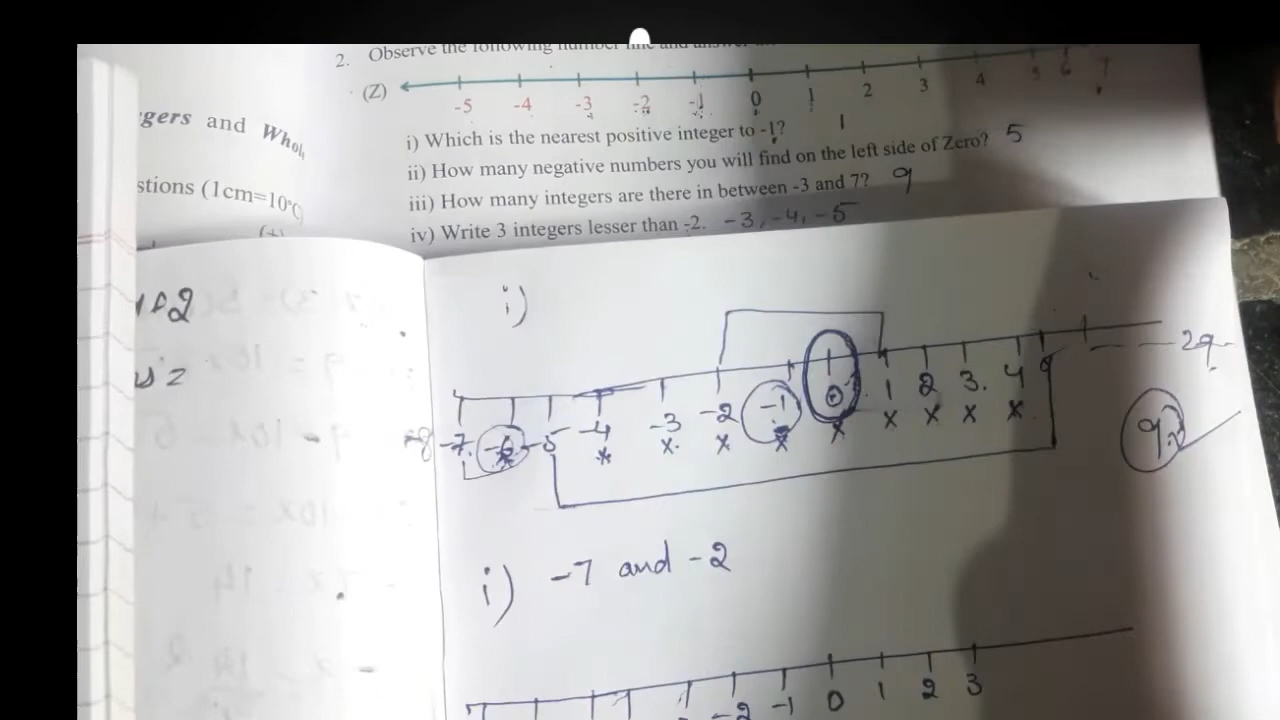 2. Observe the following number line and answer
(Z) -5 -4 -3 -2 -1 0 1 2 3 4 5 6 7
gers and Whol
i) Which is the nearest positive integer to -1? 1
ii) How many negative numbers you will find on the left side of Zero? 5
stions (1cm=10°C
iii) How many integers are there in between -3 and 7? 9
iv) Write 3 integers lesser than -2. -3, -4, -5
i)
-8 -7 -6 -5 -4 -3 -2 -1 0 1 2 3. 4
x x x x x x x x x x
9
i) -7 and -2
-2 -1 0 1 2 3